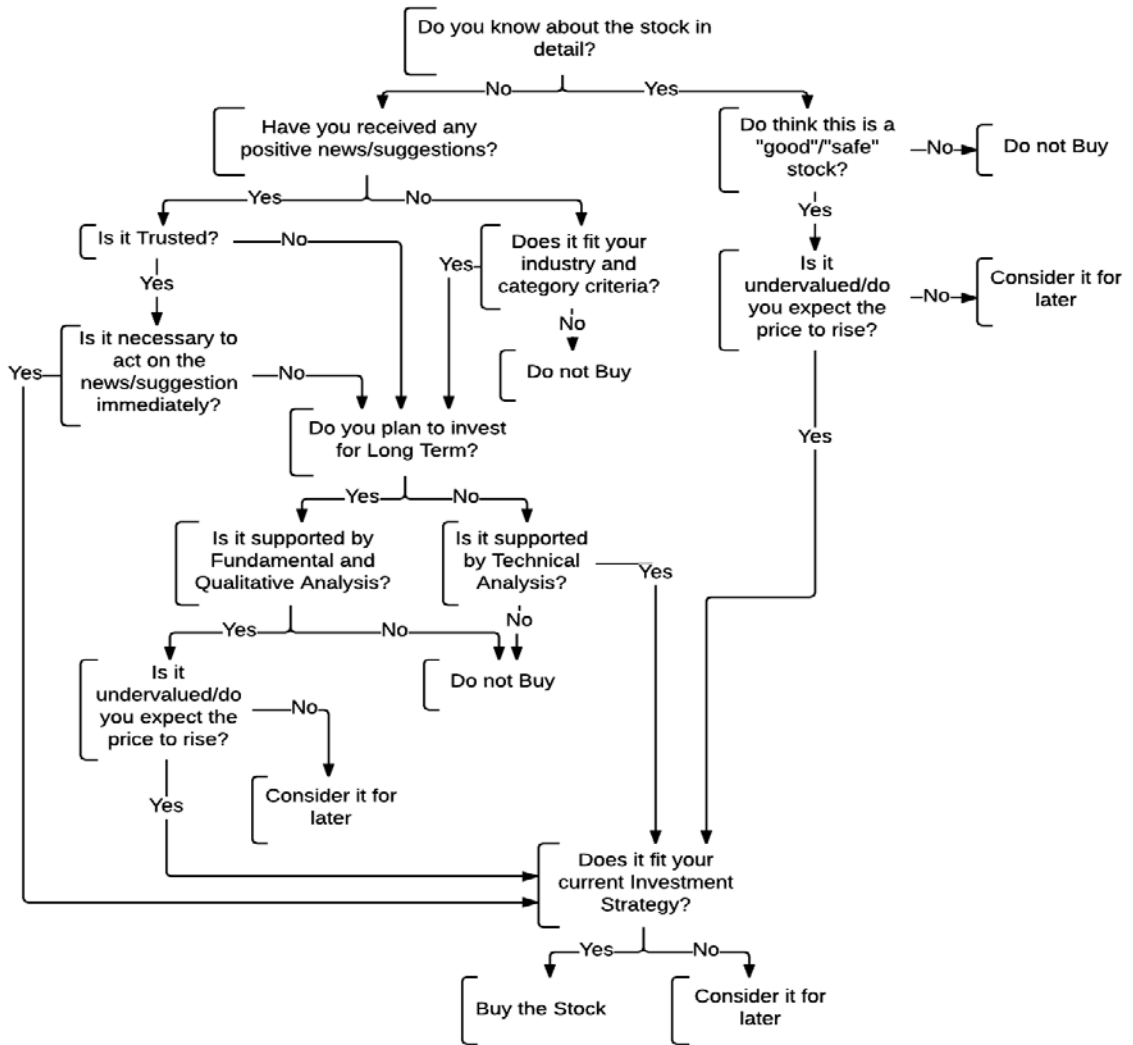 Do you know about the stock in
detail?
No
Yes
Have you received any
positive news/suggestions?
Do think this is a
"good"/"safe"
stock?
No
Do not Buy
Yes
No
Yes
Is it Trusted?
No
Does it fit your
industry and
category criteria?
Yes
Is it
undervalued/do
you expect the
price to rise?
No
Consider it for
later
Yes
No
Do not Buy
Is it necessary to
act on the
news/suggestion
immediately?
Yes
No
Do you plan to invest
for Long Term?
Yes
Yes
No
Is it supported by
Fundamental and
Qualitative Analysis?
Is it supported
by Technical
Analysis?
Yes
No
Yes
No
Do not Buy
Is it
undervalued/do
you expect the
price to rise?
No
Consider it for
later
Yes
Does it fit your
current Investment
Strategy?
Yes
No
Buy the Stock
Consider it for
later